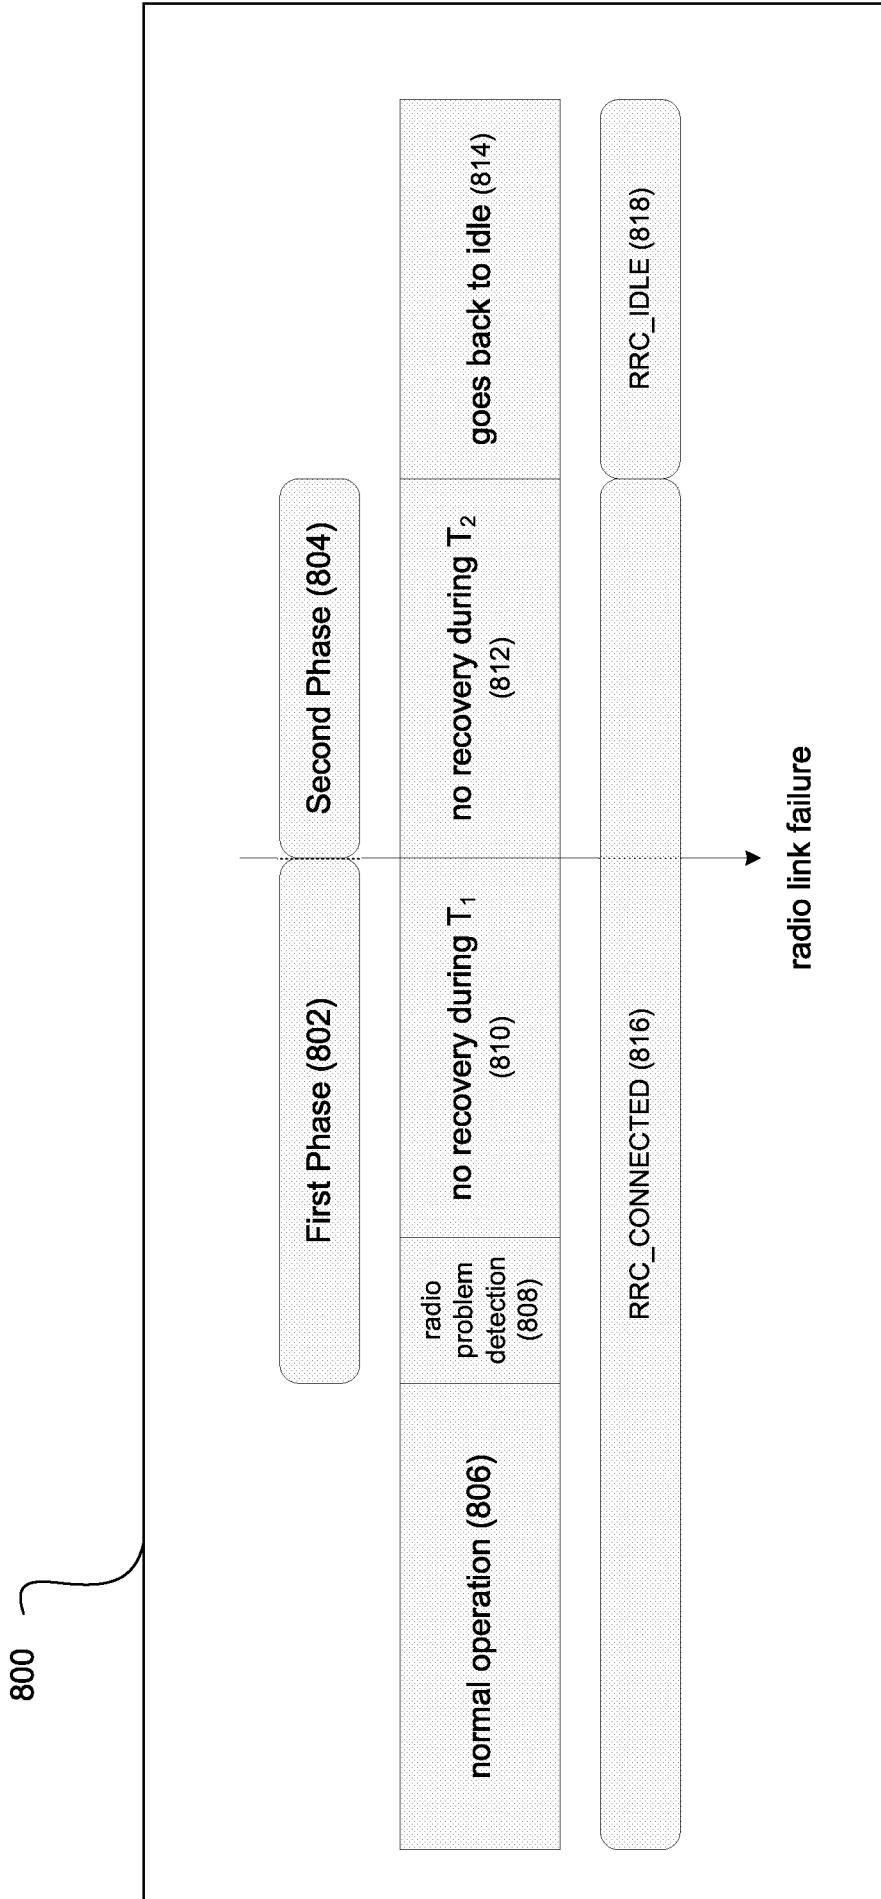 800
First Phase (802)
Second Phase (804)
normal operation (806)
radio
problem
detection
(808)
no recovery during T1
(810)
no recovery during T2
(812)
goes back to idle (814)
RRC_CONNECTED (816)
RRC_IDLE (818)
radio link failure